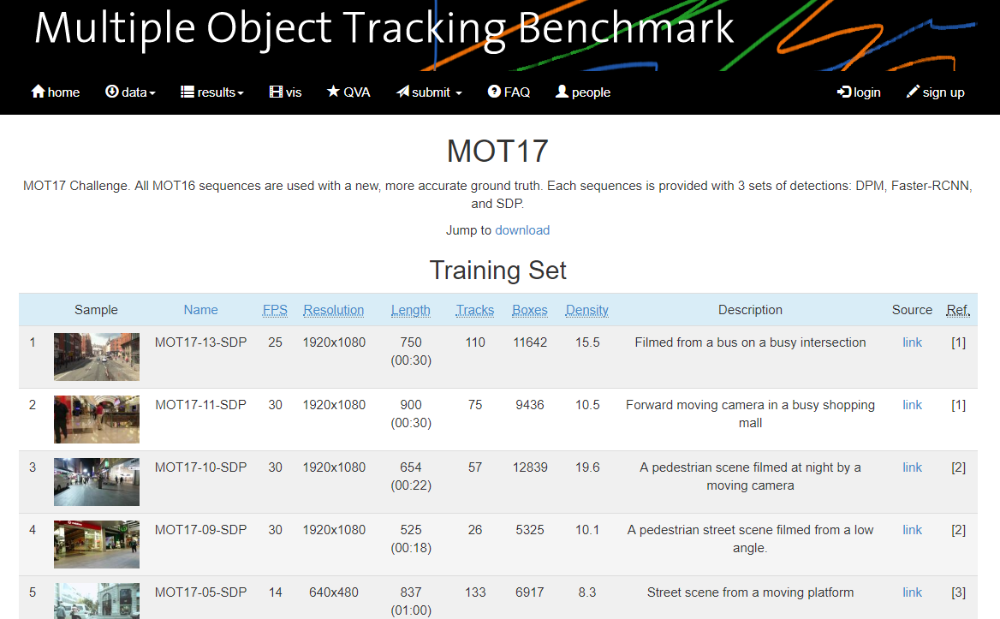 Multiple Object Tracking Benchmark
home data results vis QVA submit FAQ people login sign up
MOT17
MOT17 Challenge. All MOT16 sequences are used with a new, more accurate ground truth. Each sequences is provided with 3 sets of detections: DPM, Faster-RCNN,
and SDP.
Jump to download
Training Set
Sample Name FPS Resolution Length Tracks Boxes Density Description Source Ref.
1 MOT17-13-SDP 25 1920x1080 750 110 11642 15.5 Filmed from a bus on a busy intersection link [1]
(00:30)
2 MOT17-11-SDP 30 1920x1080 900 75 9436 10.5 Forward moving camera in a busy shopping link [1]
(00:30) mall
3 MOT17-10-SDP 30 1920x1080 654 57 12839 19.6 A pedestrian scene filmed at night by a link [2]
(00:22) moving camera
4 MOT17-09-SDP 30 1920x1080 525 26 5325 10.1 A pedestrian street scene filmed from a low link [2]
(00:18) angle.
5 MOT17-05-SDP 14 640x480 837 133 6917 8.3 Street scene from a moving platform link [3]
(01:00)